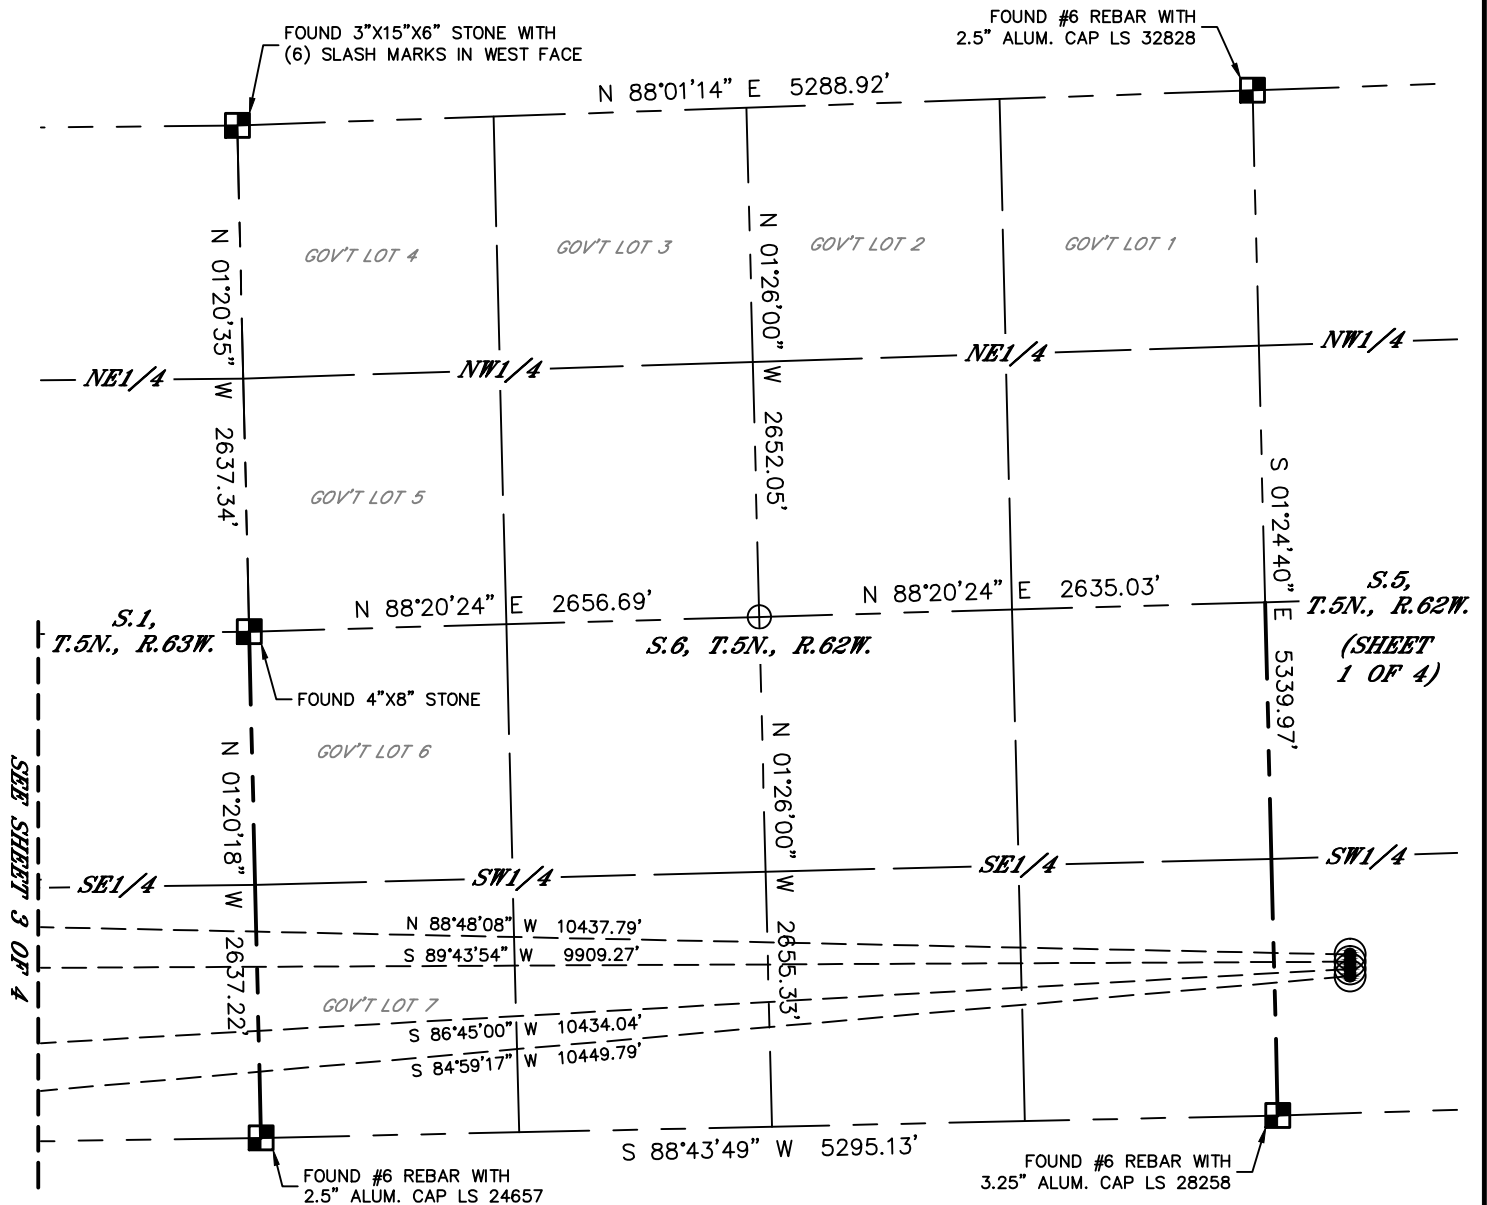 FOUND 3"X15"X6" STONE WITH
(6) SLASH MARKS IN WEST FACE
FOUND #6 REBAR WITH
2.5" ALUM. CAP LS 32828
N 88°01'14" E 5288.92'
GOV'T LOT 4
GOV'T LOT 3
GOV'T LOT 2
GOV'T LOT 1
N 01°20'35" W 2637.34'
N 01°26'00" W 2652.05'
S 01°24'40" E 5339.97'
NE1/4
NW1/4
NE1/4
NW1/4
GOV'T LOT 5
N 88°20'24" E 2656.69'
N 88°20'24" E 2635.03'
S.1,
T.5N., R.63W.
S.6, T.5N., R.62W.
S.5,
T.5N., R.62W.
(SHEET
1 OF 4)
FOUND 4"X8" STONE
GOV'T LOT 6
N 01°20'18" W 2637.22'
N 01°26'00" W 2655.33'
SEE SHEET 3 OF 4
SE1/4
SW1/4
SE1/4
SW1/4
N 88°48'08" W 10437.79'
S 89°43'54" W 9909.27'
GOV'T LOT 7
S 86°45'00" W 10434.04'
S 84°59'17" W 10449.79'
S 88°43'49" W 5295.13'
FOUND #6 REBAR WITH
2.5" ALUM. CAP LS 24657
FOUND #6 REBAR WITH
3.25" ALUM. CAP LS 28258